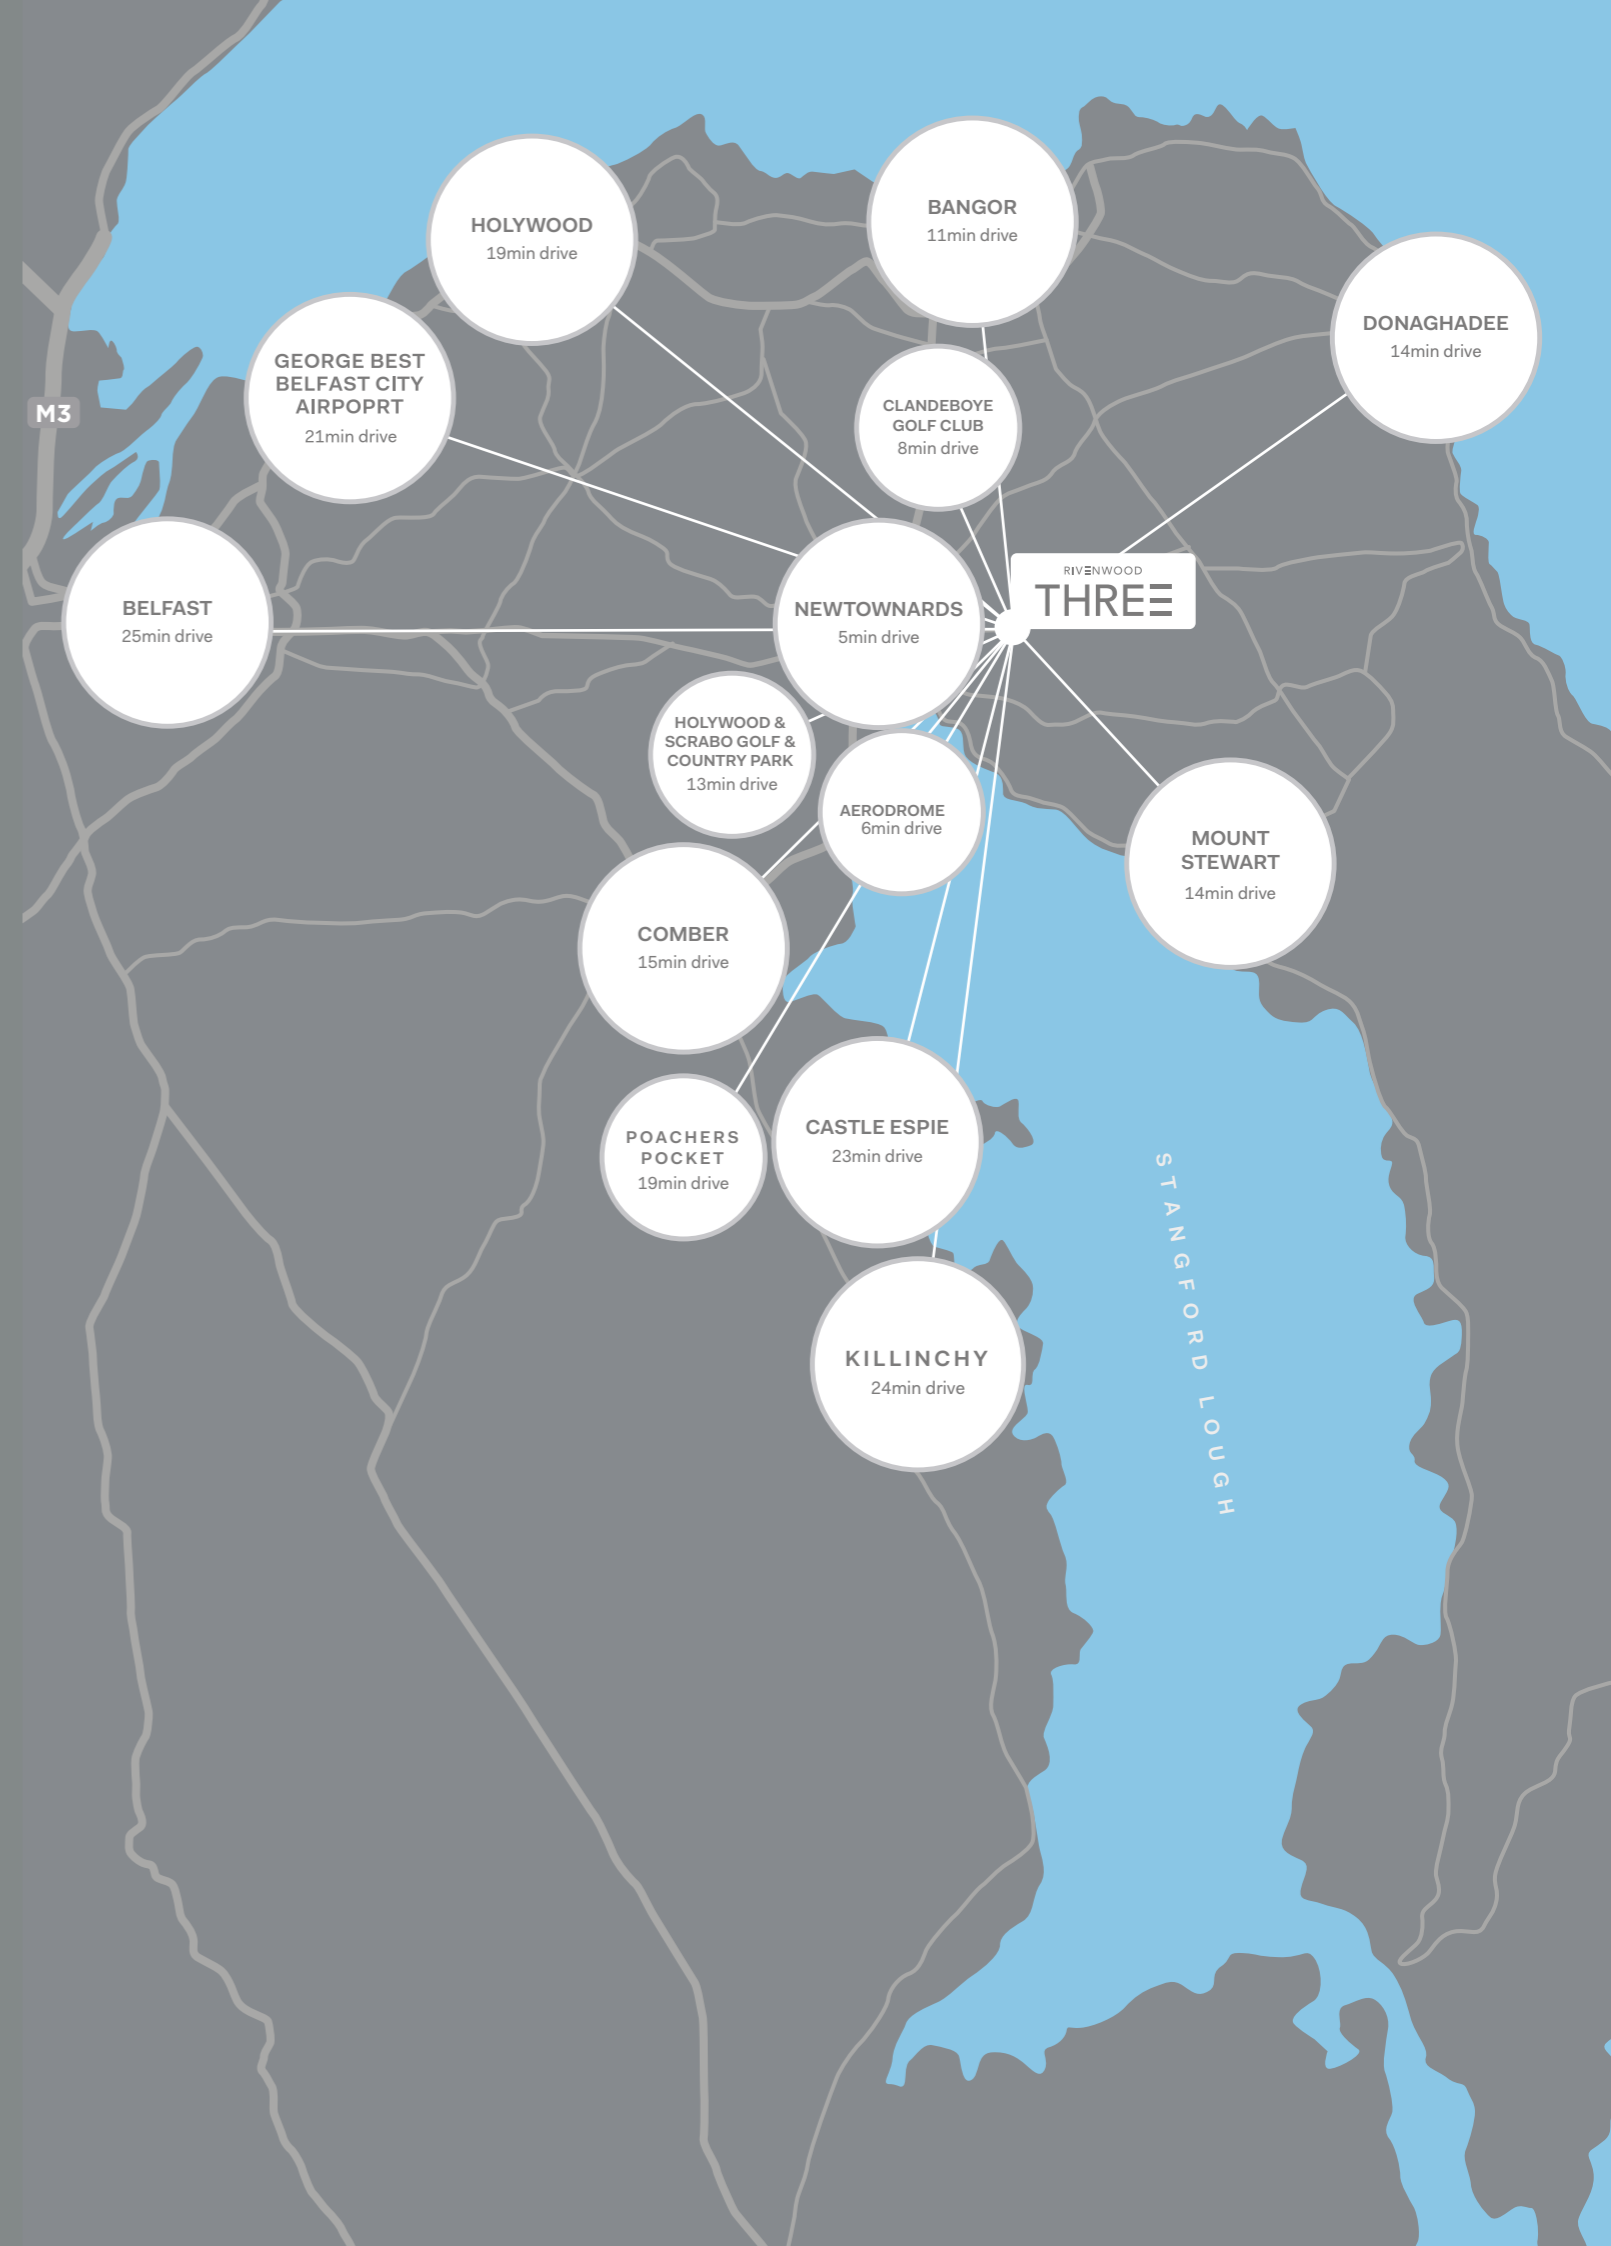 BANGOR
11min drive
HOLYWOOD
19min drive
DONAGHADEE
14min drive
GEORGE BEST
BELFAST CITY
AIRPOPRT
21min drive
M3
CLANDEBOYE
GOLF CLUB
8min drive
RIVENWOOD
THREE
BELFAST
25min drive
NEWTOWNARDS
5min drive
HOLYWOOD &
SCRABO GOLF &
COUNTRY PARK
13min drive
AERODROME
6min drive
MOUNT
STEWART
14min drive
COMBER
15min drive
POACHERS
POCKET
19min drive
CASTLE ESPIE
23min drive
STANGFORD LOUGH
KILLINCHY
24min drive